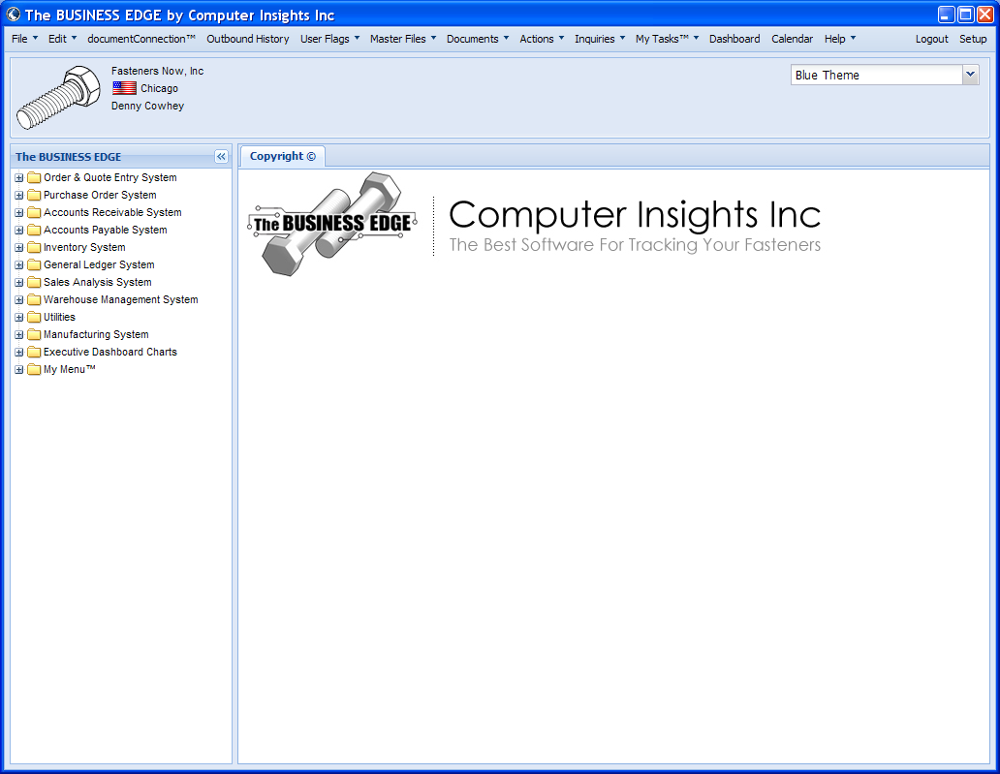 The BUSINESS EDGE by Computer Insights Inc
File Edit documentConnection™ Outbound History User Flags Master Files Documents Actions Inquiries My Tasks™ Dashboard Calendar Help Logout Setup
Fasteners Now, Inc
Chicago
Denny Cowhey
Blue Theme
The BUSINESS EDGE
Order & Quote Entry System
Purchase Order System
Accounts Receivable System
Accounts Payable System
Inventory System
General Ledger System
Sales Analysis System
Warehouse Management System
Utilities
Manufacturing System
Executive Dashboard Charts
My Menu™
Copyright ©
The BUSINESS EDGE
Computer Insights Inc
The Best Software For Tracking Your Fasteners